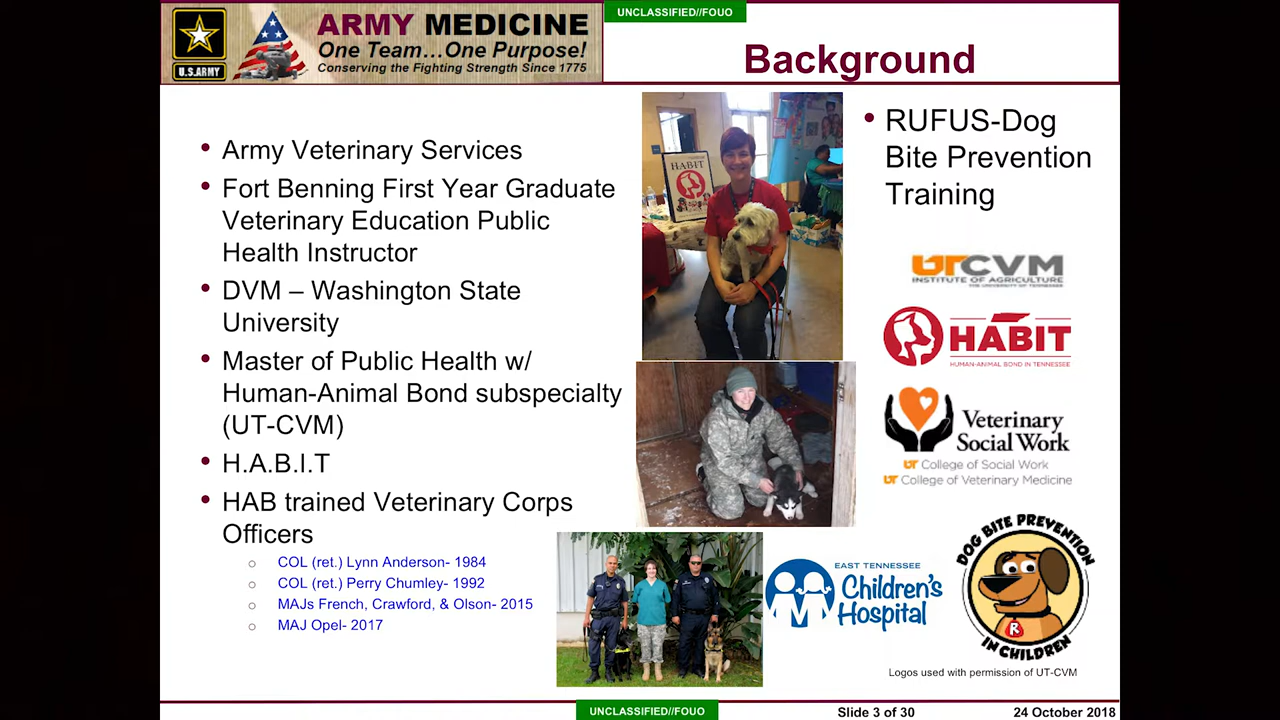 UNCLASSIFIED//FOUO
ARMY MEDICINE
One Team…One Purpose!
Conserving the Fighting Strength Since 1775
U.S.ARMY
Background
• Army Veterinary Services
• Fort Benning First Year Graduate
Veterinary Education Public
Health Instructor
• DVM – Washington State
University
• Master of Public Health w/
Human-Animal Bond subspecialty
(UT-CVM)
• H.A.B.I.T
• HAB trained Veterinary Corps
Officers
o COL (ret.) Lynn Anderson- 1984
o COL (ret.) Perry Chumley- 1992
o MAJs French, Crawford, & Olson- 2015
o MAJ Opel- 2017
HABIT
• RUFUS-Dog
Bite Prevention
Training
UTCVM
INSTITUTE OF AGRICULTURE
THE UNIVERSITY OF TENNESSEE
HABIT
HUMAN-ANIMAL BOND IN TENNESSEE
Veterinary
Social Work
UT College of Social Work
UT College of Veterinary Medicine
EAST TENNESSEE
Children's
Hospital
DOG BITE PREVENTION
R
IN CHILDREN
Logos used with permission of UT-CVM
UNCLASSIFIED//FOUO
Slide 3 of 30
24 October 2018